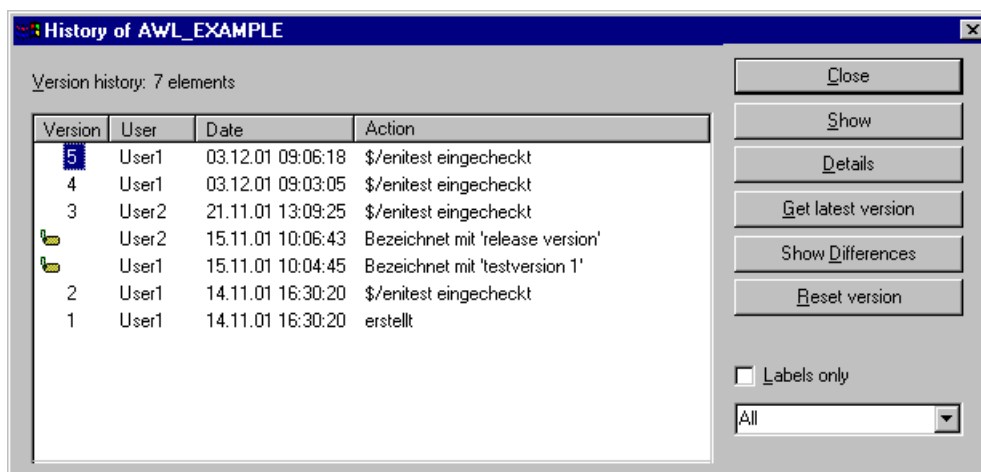 History of AWL_EXAMPLE
Version history: 7 elements
Version User Date Action
5 User1 03.12.01 09:06:18 $/enitest eingecheckt
4 User1 03.12.01 09:03:05 $/enitest eingecheckt
3 User2 21.11.01 13:09:25 $/enitest eingecheckt
User2 15.11.01 10:06:43 Bezeichnet mit 'release version'
User1 15.11.01 10:04:45 Bezeichnet mit 'testversion 1'
2 User1 14.11.01 16:30:20 $/enitest eingecheckt
1 User1 14.11.01 16:30:20 erstellt
Close
Show
Details
Get latest version
Show Differences
Reset version
Labels only
All